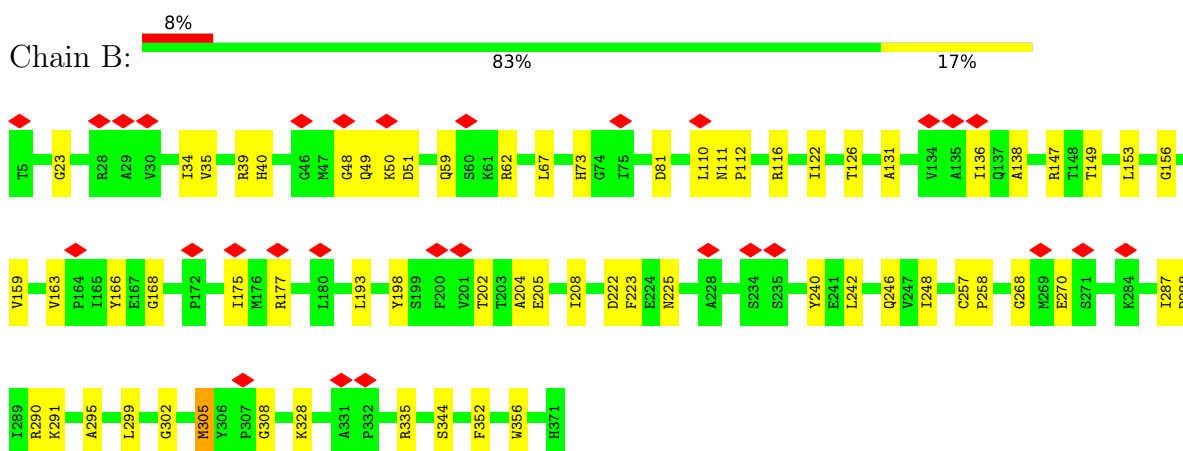 8%
Chain B:
83% 17%
T5 G23 R28 A29 V30 I34 V35 R39 H40 G46 M47 G48 Q49 K50 D51 Q59 S60 K61 R62 L67 H73 G74 I75 D81 L110 N111 P112 R116 I122 T126 A131 V134 A135 I136 Q137 A138 R147 T148 T149 L153 G156
V159 V163 P164 I165 Y166 E167 G168 P172 I175 M176 R177 L180 L193 Y198 S199 F200 V201 T202 T203 A204 E205 I208 D222 F223 E224 N225 A228 S234 S235 Y240 E241 L242 Q246 V247 I248 C257 P258 G268 M269 E270 S271 K284 I287
I289 R290 K291 A295 L299 G302 M305 Y306 P307 G308 K328 A331 P332 R335 S344 F352 W356 H371